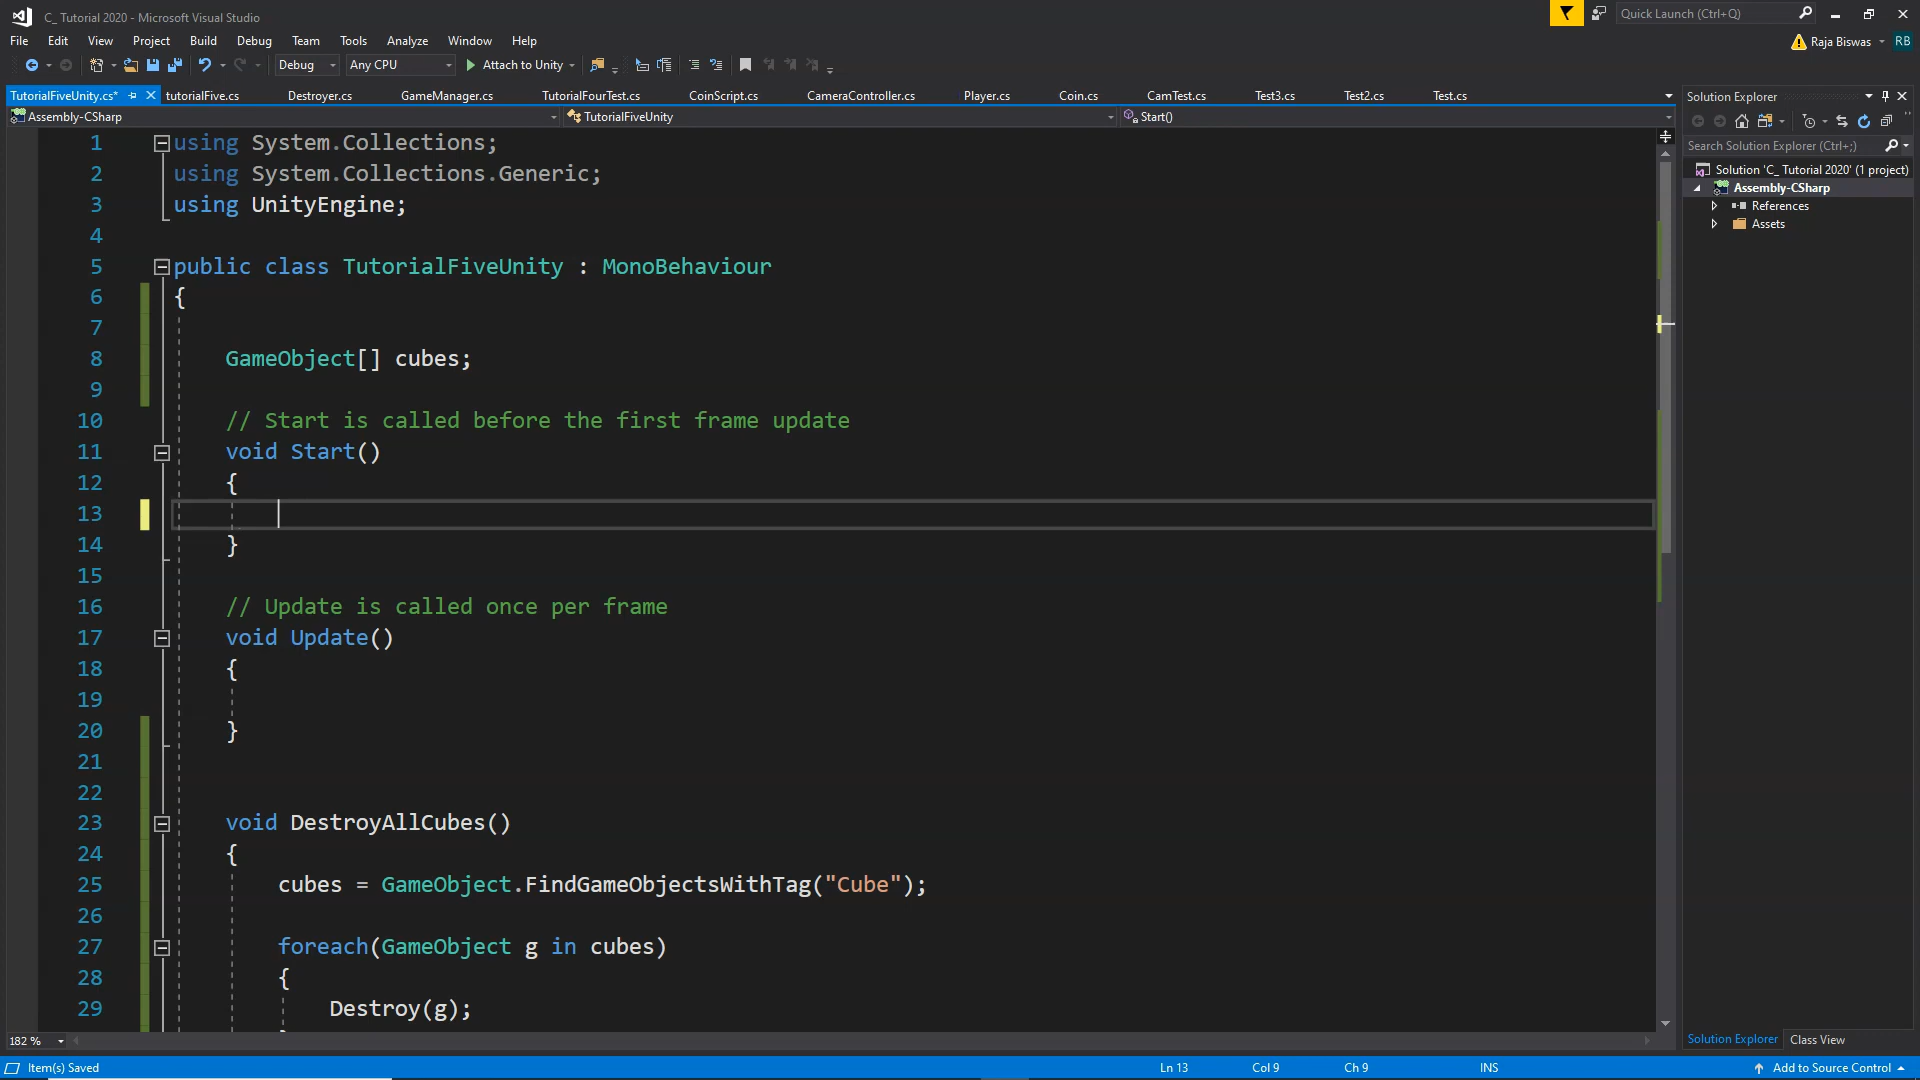 C_ Tutorial 2020 - Microsoft Visual Studio
Quick Launch (Ctrl+Q)
File Edit View Project Build Debug Team Tools Analyze Window Help
Raja Biswas RB
Debug Any CPU Attach to Unity
TutorialFiveUnity.cs* tutorialFive.cs Destroyer.cs GameManager.cs TutorialFourTest.cs CoinScript.cs CameraController.cs Player.cs Coin.cs CamTest.cs Test3.cs Test2.cs Test.cs
Assembly-CSharp TutorialFiveUnity Start()
1 using System.Collections;
2 using System.Collections.Generic;
3 using UnityEngine;
4
5 public class TutorialFiveUnity : MonoBehaviour
6 {
7
8 GameObject[] cubes;
9
10 // Start is called before the first frame update
11 void Start()
12 {
13
14 }
15
16 // Update is called once per frame
17 void Update()
18 {
19
20 }
21
22
23 void DestroyAllCubes()
24 {
25 cubes = GameObject.FindGameObjectsWithTag("Cube");
26
27 foreach(GameObject g in cubes)
28 {
29 Destroy(g);
182 %
Solution Explorer
Search Solution Explorer (Ctrl+;)
Solution 'C_ Tutorial 2020' (1 project)
Assembly-CSharp
References
Assets
Solution Explorer Class View
Item(s) Saved Ln 13 Col 9 Ch 9 INS Add to Source Control